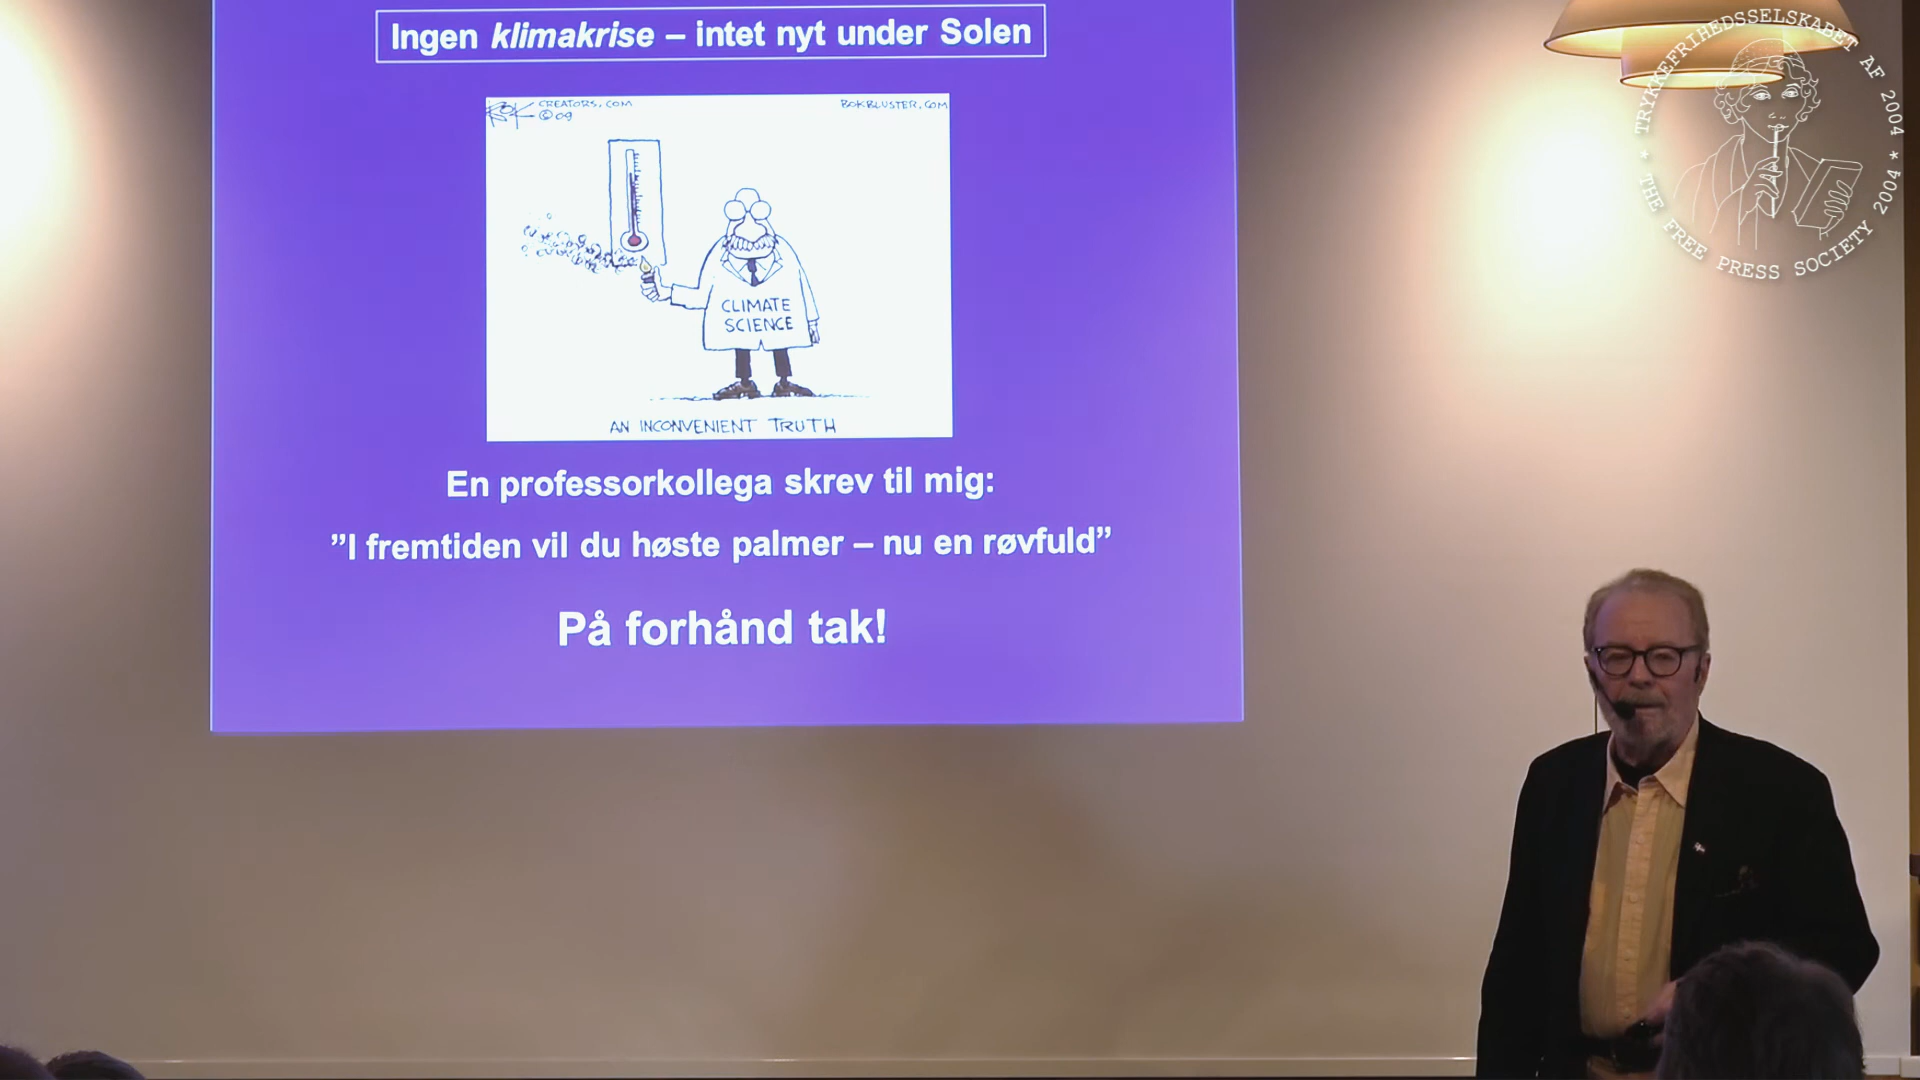 Ingen klimakrise – intet nyt under Solen
BOK CREATORS.COM
©09
BOKBLUSTER.COM
CLIMATE
SCIENCE
AN INCONVENIENT TRUTH
En professorkollega skrev til mig:
”I fremtiden vil du høste palmer – nu en røvfuld”
På forhånd tak!
TRYKKEFRIHEDSSELSKABET AF 2004 * THE FREE PRESS SOCIETY 2004 *